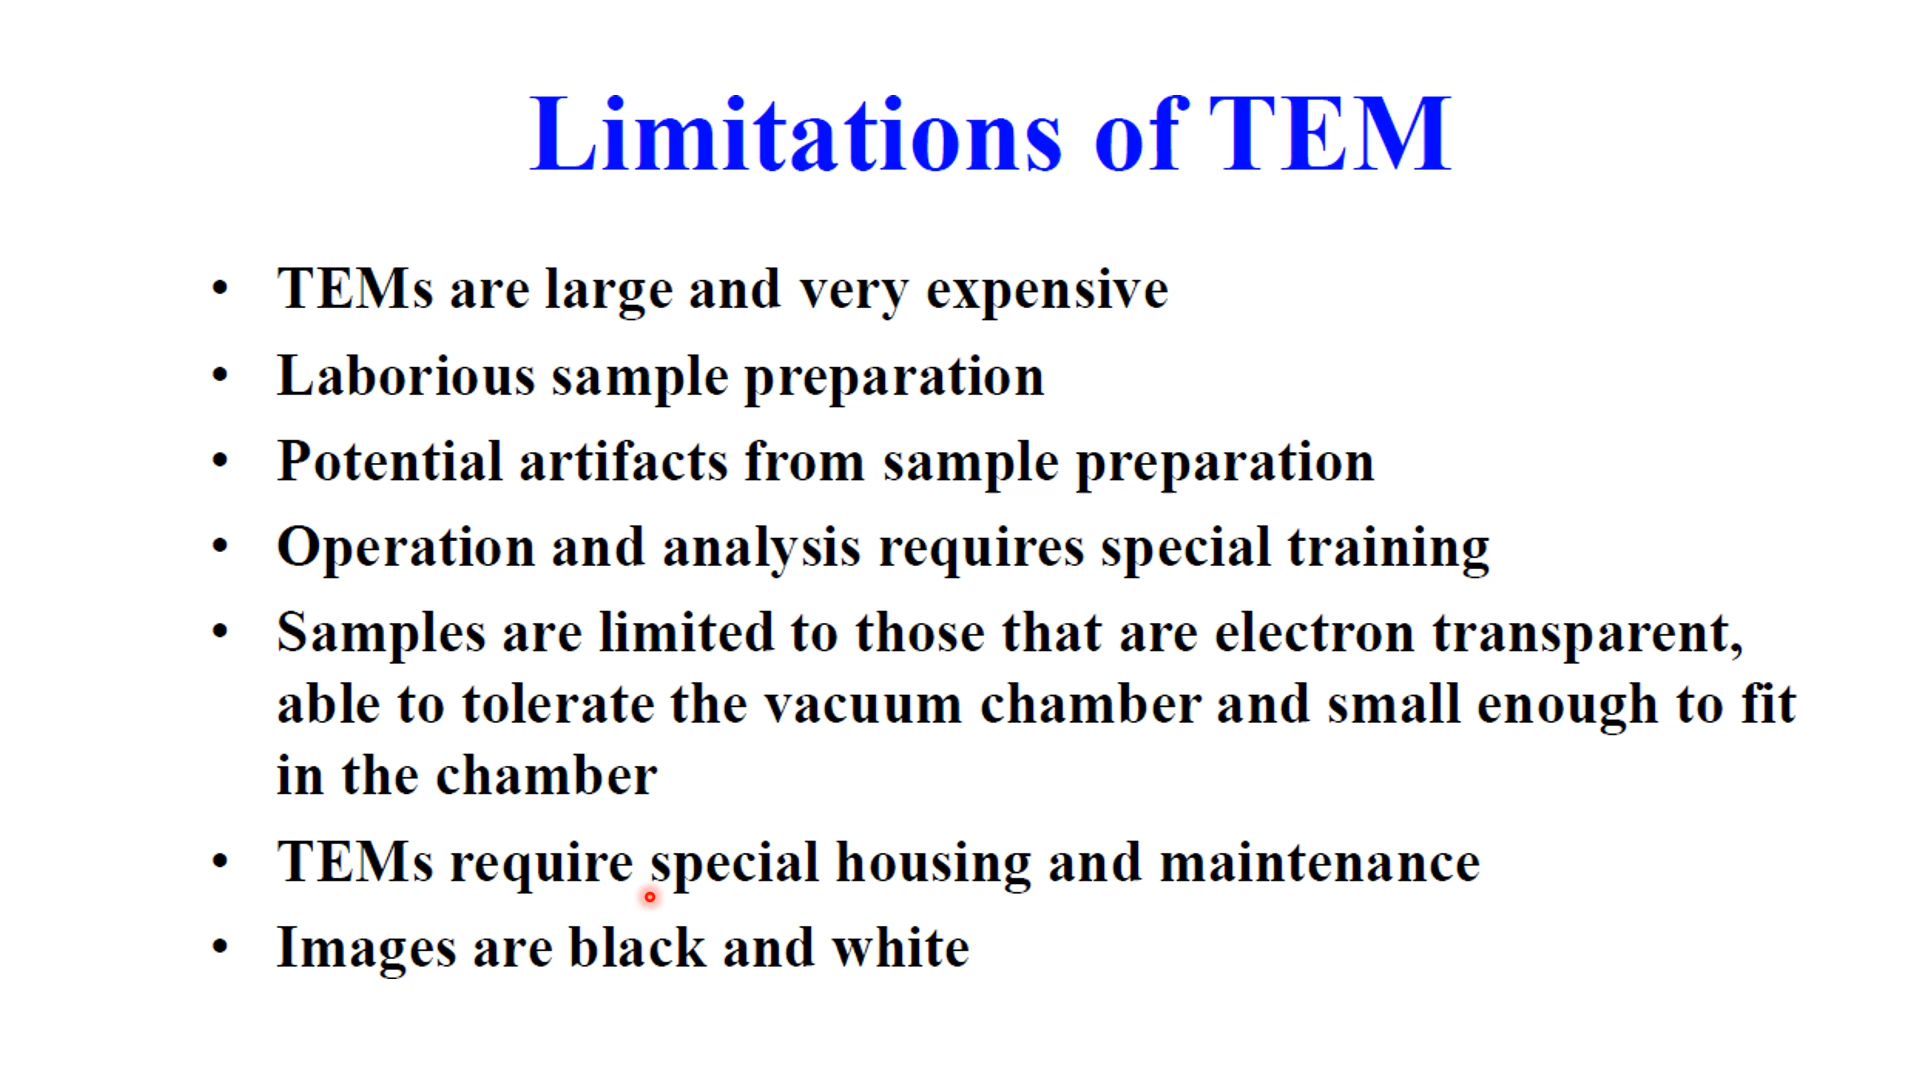 Limitations of TEM
• TEMs are large and very expensive
• Laborious sample preparation
• Potential artifacts from sample preparation
• Operation and analysis requires special training
• Samples are limited to those that are electron transparent,
able to tolerate the vacuum chamber and small enough to fit
in the chamber
• TEMs require special housing and maintenance
• Images are black and white